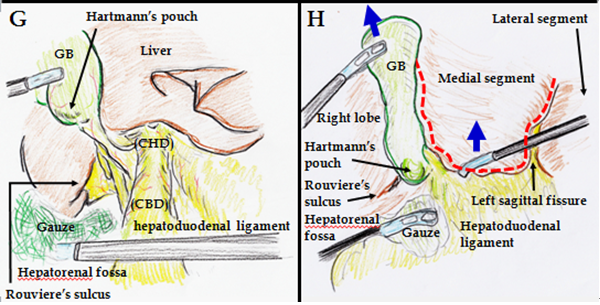 G
Hartmann's pouch
GB
Liver
(CHD)
(CBD)
Gauze
hepatoduodenal ligament
Hepatorenal fossa
Rouviere's sulcus
H
Lateral segment
GB
Medial segment
Right lobe
Hartmann's
pouch
Rouviere's
sulcus
Left sagittal fissure
Hepatorenal
fossa
Gauze
Hepatoduodenal
ligament